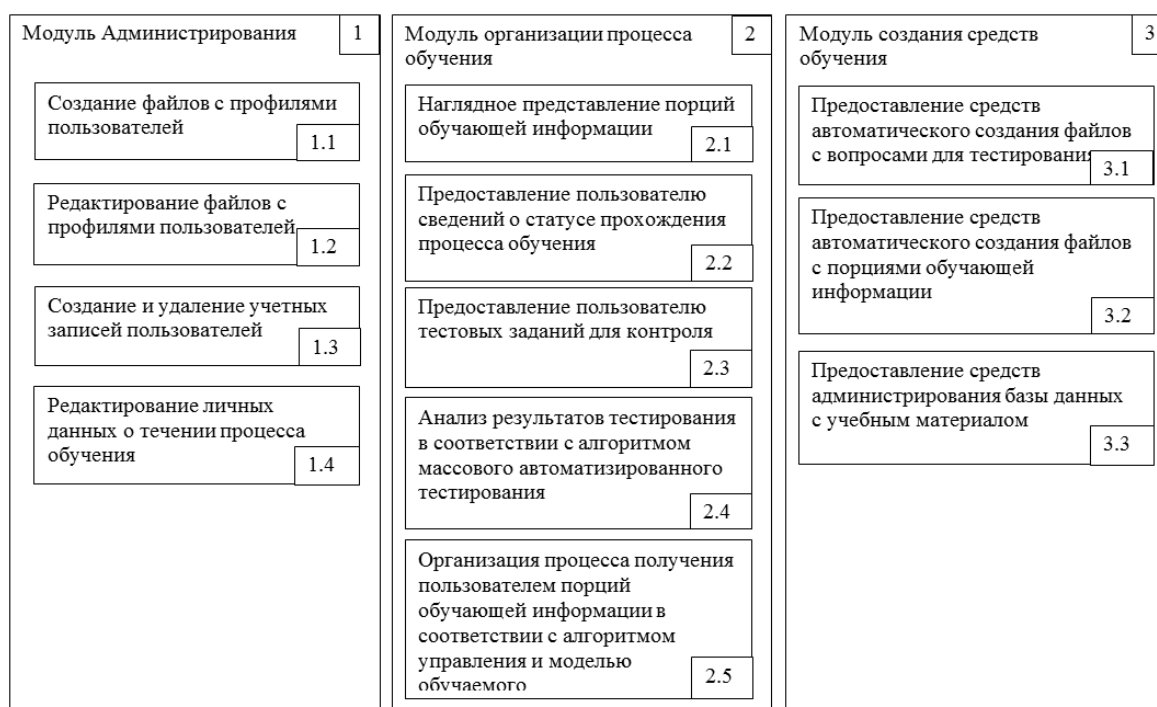 Модуль Администрирования
1
Создание файлов с профилями
пользователей
1.1
Редактирование файлов с
профилями пользователей
1.2
Создание и удаление учетных
записей пользователей
1.3
Редактирование личных
данных о течении процесса
обучения
1.4
Модуль организации процесса
обучения
2
Наглядное представление порций
обучающей информации
2.1
Предоставление пользователю
сведений о статусе прохождения
процесса обучения
2.2
Предоставление пользователю
тестовых заданий для контроля
2.3
Анализ результатов тестирования
в соответствии с алгоритмом
массового автоматизированного
тестирования
2.4
Организация процесса получения
пользователем порций
обучающей информации в
соответствии с алгоритмом
управления и моделью
обучаемого
2.5
Модуль создания средств
обучения
3
Предоставление средств
автоматического создания файлов
с вопросами для тестирования
3.1
Предоставление средств
автоматического создания файлов
с порциями обучающей
информации
3.2
Предоставление средств
администрирования базы данных
с учебным материалом
3.3